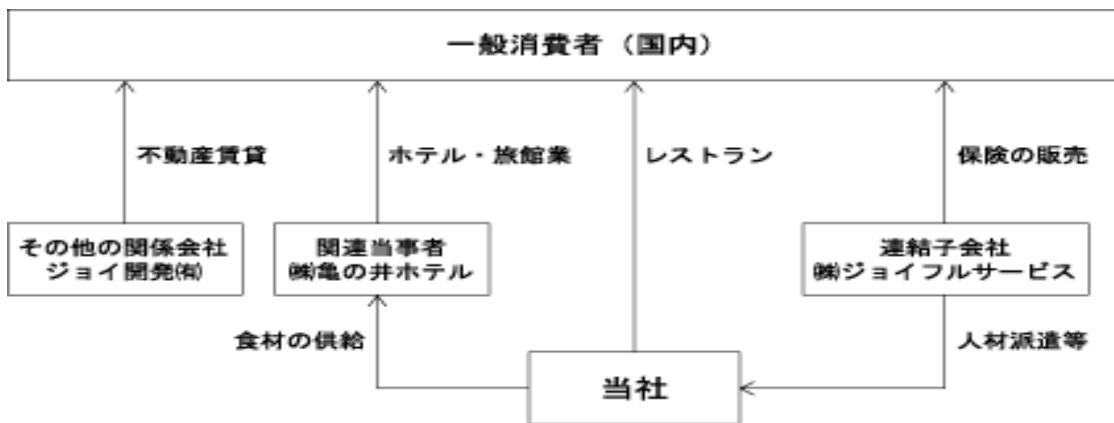 一般消費者（国内）
不動産賃貸
ホテル・旅館業
レストラン
保険の販売
その他の関係会社
ジョイ開発㈲
関連当事者
㈱亀の井ホテル
連結子会社
㈱ジョイフルサービス
食材の供給
人材派遣等
当社